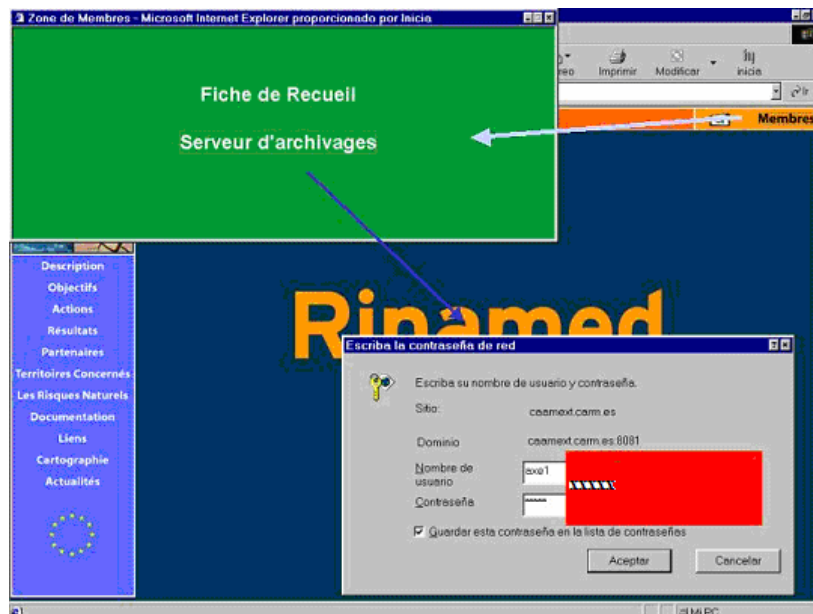 Zone de Membres - Microsoft Internet Explorer proporcionado por Inicia
Imprimir
Modificar
inicia
Ir
Fiche de Recueil
Serveur d'archivages
Membres
Description
Objectifs
Actions
Résultats
Partenaires
Territoires Concernés
Les Risques Naturels
Documentation
Liens
Cartographie
Actualités
Rinamed
Escriba la contraseña de red
Escriba su nombre de usuario y contraseña.
Sitio:
caamext.carm.es
Dominio
caamext.carm.es:8081
Nombre de
usuario
axe1
Contraseña
*****
Guardar esta contraseña en la lista de contraseñas
Aceptar
Cancelar
Mi PC